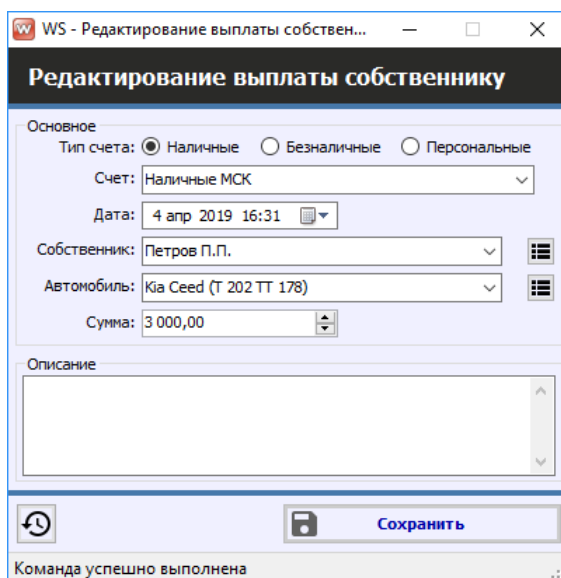 WS - Редактирование выплаты собствен...
Редактирование выплаты собственнику
Основное
Тип счета: Наличные Безналичные Персональные
Счет: Наличные МСК
Дата: 4 апр 2019 16:31
Собственник: Петров П.П.
Автомобиль: Kia Ceed (Т 202 ТТ 178)
Сумма: 3 000,00
Описание
Сохранить
Команда успешно выполнена